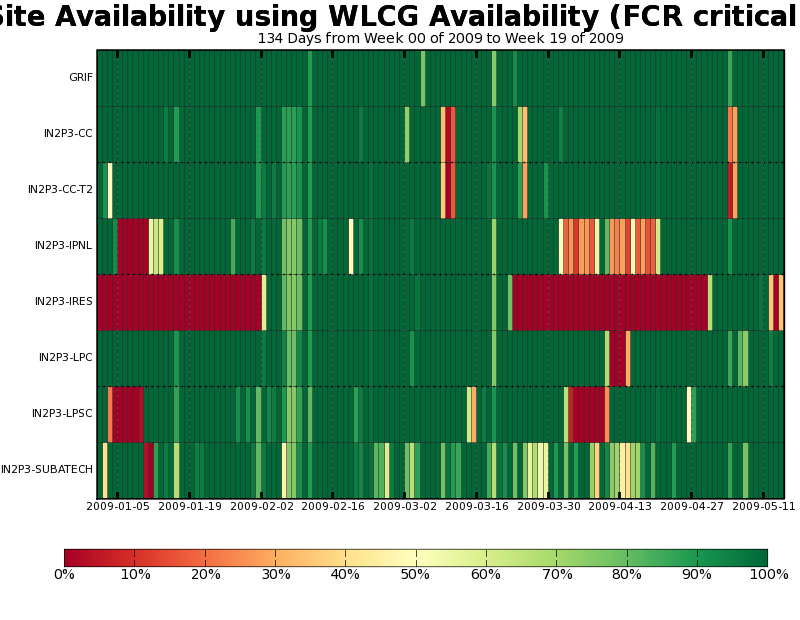 Site Availability using WLCG Availability (FCR critical
134 Days from Week 00 of 2009 to Week 19 of 2009
GRIF
IN2P3-CC
IN2P3-CC-T2
IN2P3-IPNL
IN2P3-IRES
IN2P3-LPC
IN2P3-LPSC
IN2P3-SUBATECH
2009-01-05 2009-01-19 2009-02-02 2009-02-16 2009-03-02 2009-03-16 2009-03-30 2009-04-13 2009-04-27 2009-05-11
0% 10% 20% 30% 40% 50% 60% 70% 80% 90% 100%